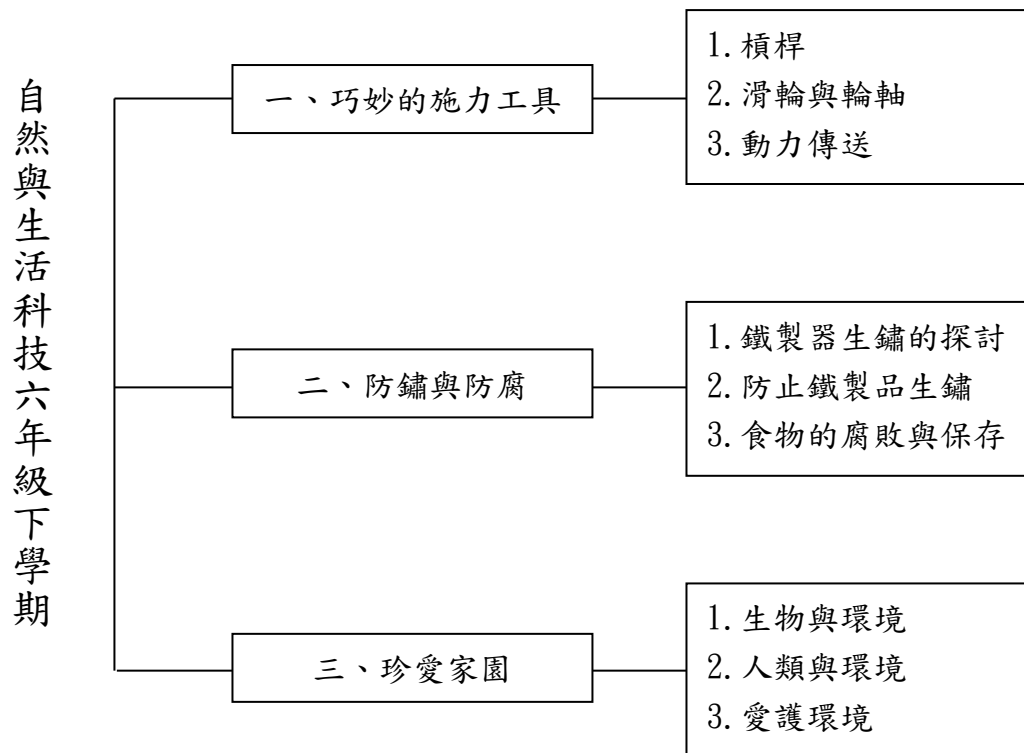 自然與生活科技六年級下學期
一、巧妙的施力工具
1.槓桿
2.滑輪與輪軸
3.動力傳送
二、防鏽與防腐
1.鐵製器生鏽的探討
2.防止鐵製品生鏽
3.食物的腐敗與保存
三、珍愛家園
1.生物與環境
2.人類與環境
3.愛護環境